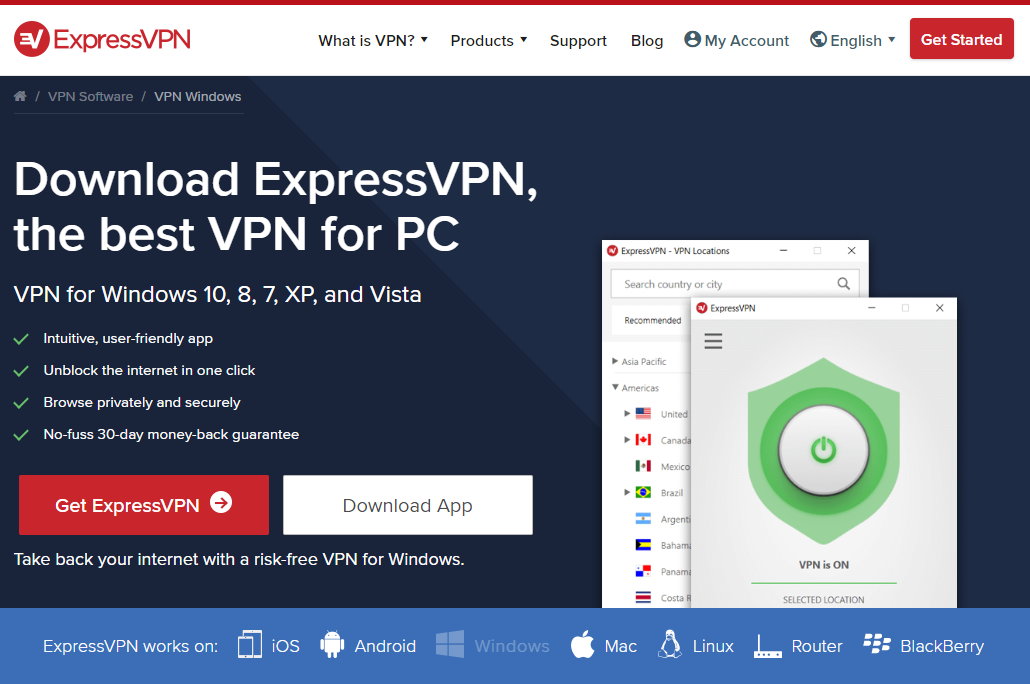 ExpressVPN
What is VPN? Products Support Blog My Account English Get Started
/ VPN Software / VPN Windows
Download ExpressVPN,
the best VPN for PC
VPN for Windows 10, 8, 7, XP, and Vista
Intuitive, user-friendly app
Unblock the internet in one click
Browse privately and securely
No-fuss 30-day money-back guarantee
Get ExpressVPN
Download App
Take back your internet with a risk-free VPN for Windows.
ExpressVPN - VPN Locations
Search country or city
Recommended
Asia Pacific
Americas
United
Canada
Mexico
Brazil
Argenti
Bahama
Panama
Costa R
ExpressVPN
VPN is ON
SELECTED LOCATION
ExpressVPN works on: iOS Android Windows Mac Linux Router BlackBerry